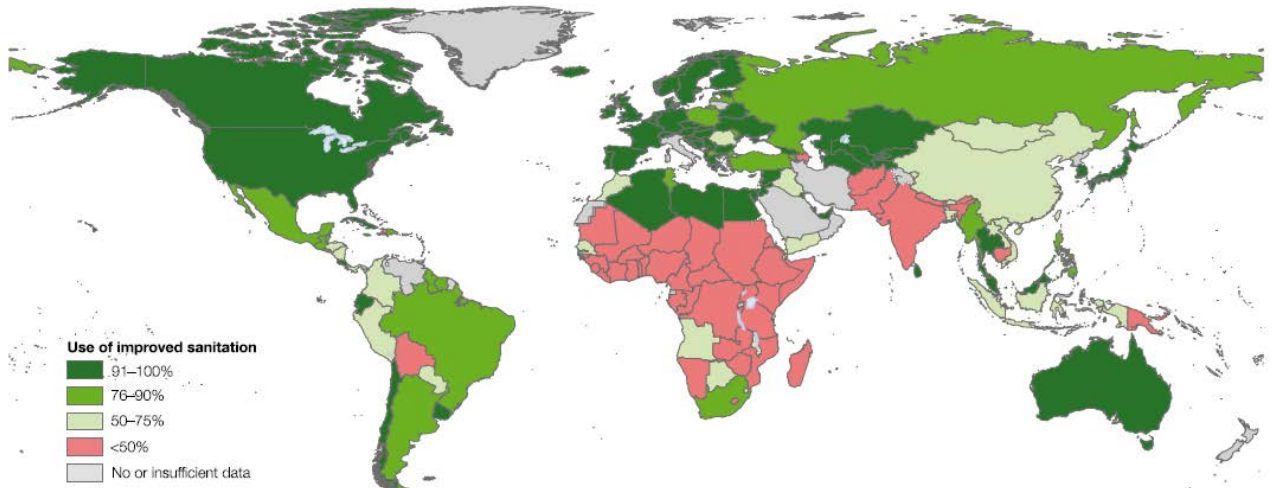 Use of improved sanitation
91–100%
76–90%
50–75%
<50%
No or insufficient data